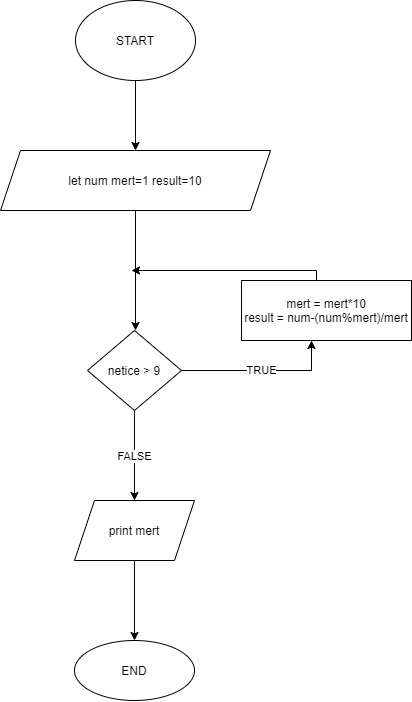 START
let num mert=1 result=10
mert = mert*10
result = num-(num%mert)/mert
netice > 9
TRUE
FALSE
print mert
END